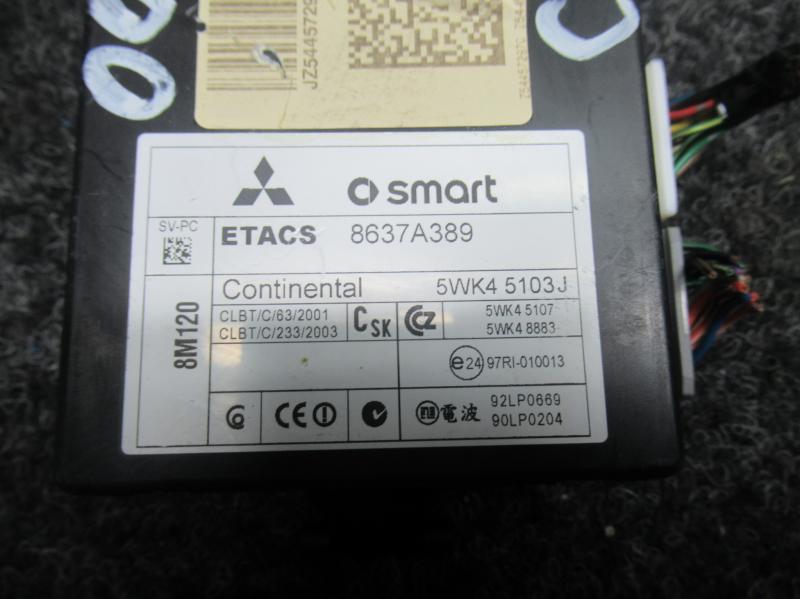 JZ5445729
smart
SV-PC
ETACS 8637A389
8M120
Continental 5WK4 5103J
CLBT/C/63/2001
CLBT/C/233/2003
CSK
CCZ
5WK4 5107
5WK4 8883
e24 97RI-010013
CE
電波
92LP0669
90LP0204